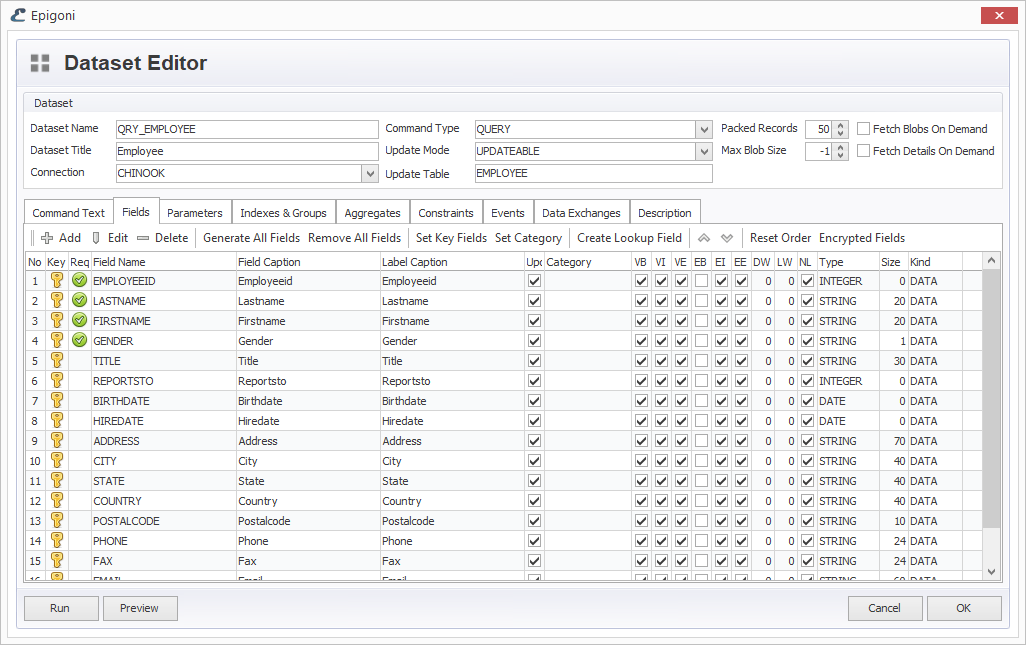 Epigoni
Dataset Editor
Dataset
Dataset Name QRY_EMPLOYEE Command Type QUERY Packed Records 50 Fetch Blobs On Demand
Dataset Title Employee Update Mode UPDATEABLE Max Blob Size -1 Fetch Details On Demand
Connection CHINOOK Update Table EMPLOYEE
Command Text Fields Parameters Indexes & Groups Aggregates Constraints Events Data Exchanges Description
Add Edit Delete Generate All Fields Remove All Fields Set Key Fields Set Category Create Lookup Field Reset Order Encrypted Fields
No Key Req Field Name Field Caption Label Caption Upd Category VB VI VE EB EI EE DW LW NL Type Size Kind
1 EMPLOYEEID Employeeid Employeeid 0 0 INTEGER 0 DATA
2 LASTNAME Lastname Lastname 0 0 STRING 20 DATA
3 FIRSTNAME Firstname Firstname 0 0 STRING 20 DATA
4 GENDER Gender Gender 0 0 STRING 1 DATA
5 TITLE Title Title 0 0 STRING 30 DATA
6 REPORTSTO Reportsto Reportsto 0 0 INTEGER 0 DATA
7 BIRTHDATE Birthdate Birthdate 0 0 DATE 0 DATA
8 HIREDATE Hiredate Hiredate 0 0 DATE 0 DATA
9 ADDRESS Address Address 0 0 STRING 70 DATA
10 CITY City City 0 0 STRING 40 DATA
11 STATE State State 0 0 STRING 40 DATA
12 COUNTRY Country Country 0 0 STRING 40 DATA
13 POSTALCODE Postalcode Postalcode 0 0 STRING 10 DATA
14 PHONE Phone Phone 0 0 STRING 24 DATA
15 FAX Fax Fax 0 0 STRING 24 DATA
16 EMAIL Email Email 0 0 STRING 60 DATA
Run Preview Cancel OK